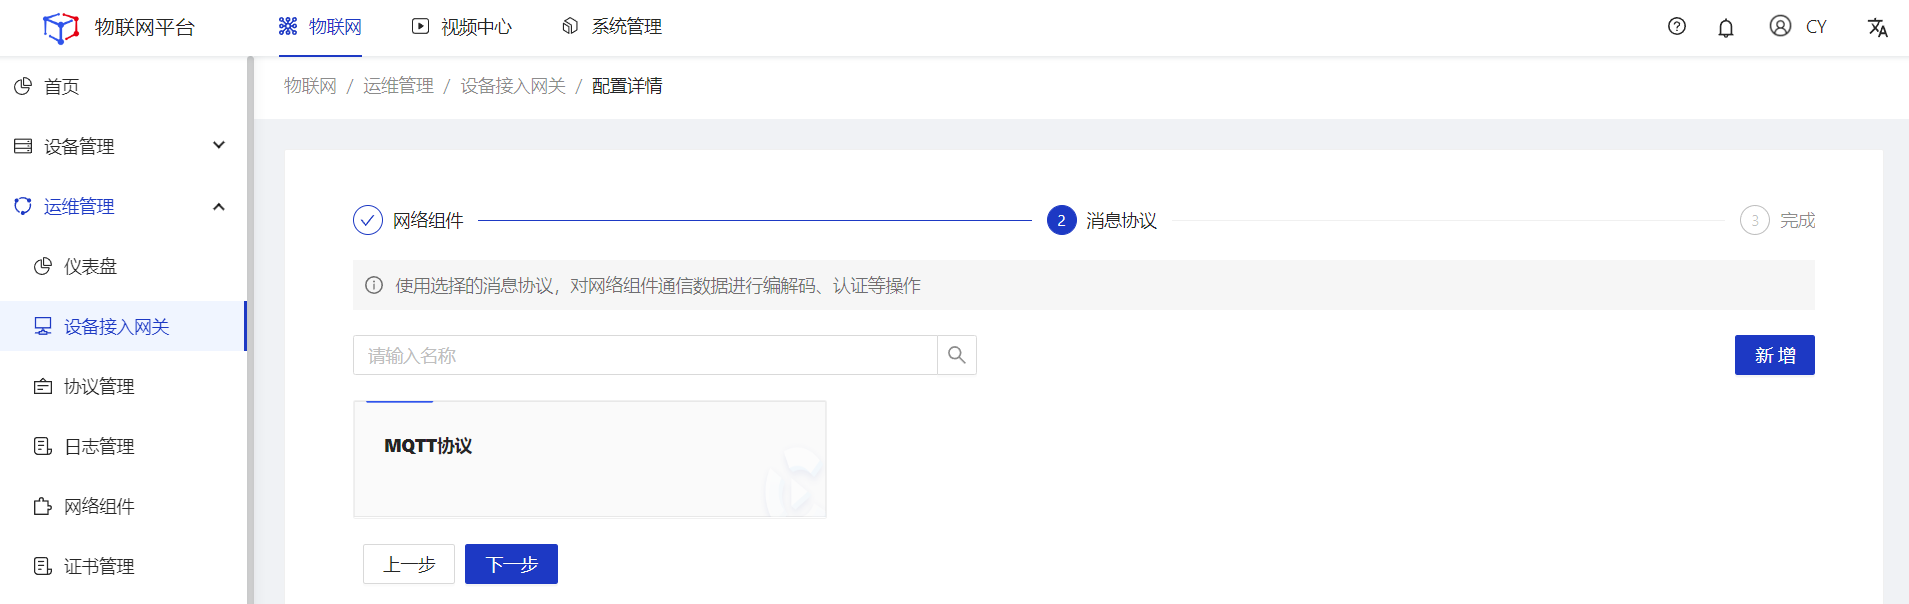 物联网平台
物联网
视频中心
系统管理
CY
首页
设备管理
运维管理
仪表盘
设备接入网关
协议管理
日志管理
网络组件
证书管理
物联网 / 运维管理 / 设备接入网关 / 配置详情
网络组件
2 消息协议
3 完成
使用选择的消息协议，对网络组件通信数据进行编解码、认证等操作
请输入名称
新增
MQTT协议
上一步
下一步